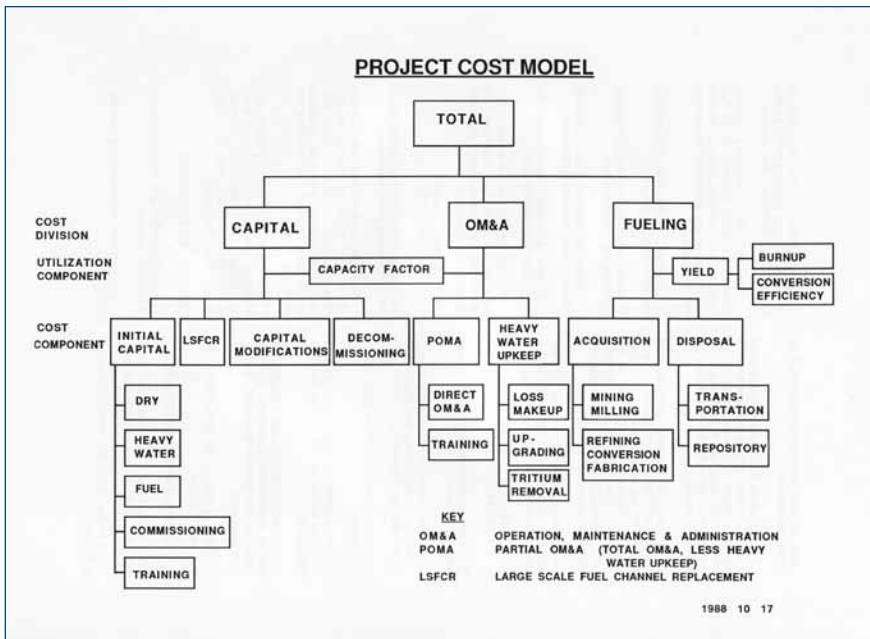 PROJECT COST MODEL
TOTAL
COST
DIVISION
CAPITAL
OM&A
FUELING
UTILIZATION
COMPONENT
CAPACITY FACTOR
YIELD
BURNUP
CONVERSION
EFFICIENCY
COST
COMPONENT
INITIAL
CAPITAL
LSFCR
CAPITAL
MODIFICATIONS
DECOM-
MISSIONING
POMA
HEAVY
WATER
UPKEEP
ACQUISITION
DISPOSAL
DRY
HEAVY
WATER
FUEL
COMMISSIONING
TRAINING
DIRECT
OM&A
TRAINING
LOSS
MAKEUP
UP-
GRADING
TRITIUM
REMOVAL
MINING
MILLING
REFINING
CONVERSION
FABRICATION
TRANS-
PORTATION
REPOSITORY
KEY
OM&A OPERATION, MAINTENANCE & ADMINISTRATION
POMA PARTIAL OM&A (TOTAL OM&A, LESS HEAVY
WATER UPKEEP)
LSFCR LARGE SCALE FUEL CHANNEL REPLACEMENT
1988 10 17